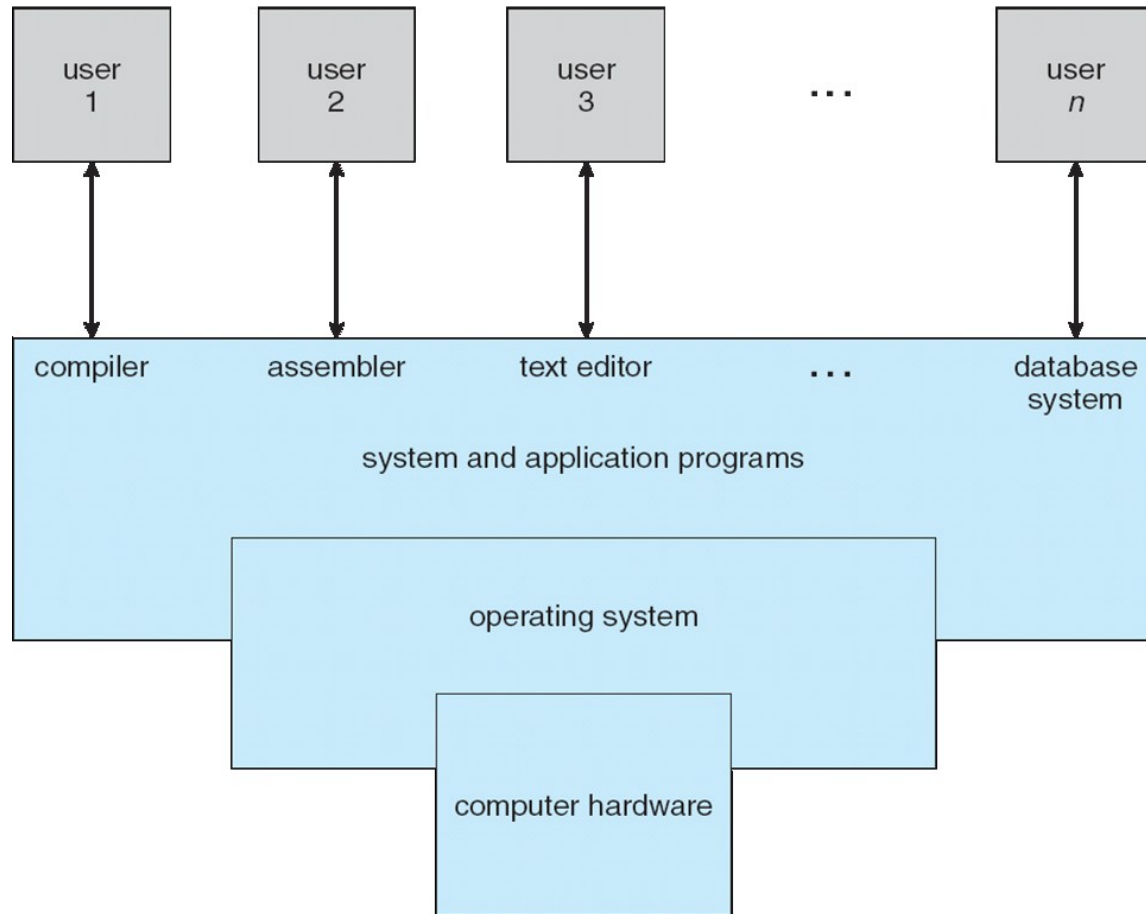 user
1
user
2
user
3
...
user
n
compiler
assembler
text editor
...
database
system
system and application programs
operating system
computer hardware